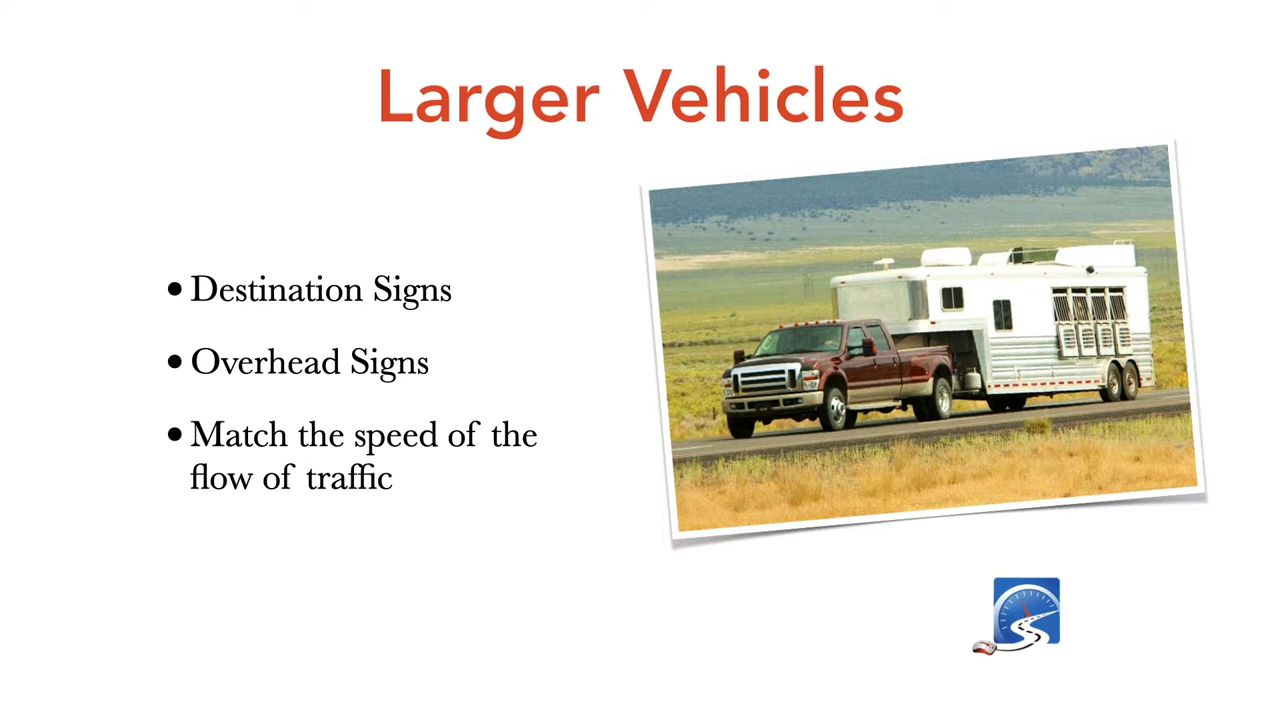 Larger Vehicles
• Destination Signs
• Overhead Signs
• Match the speed of the
flow of traffic